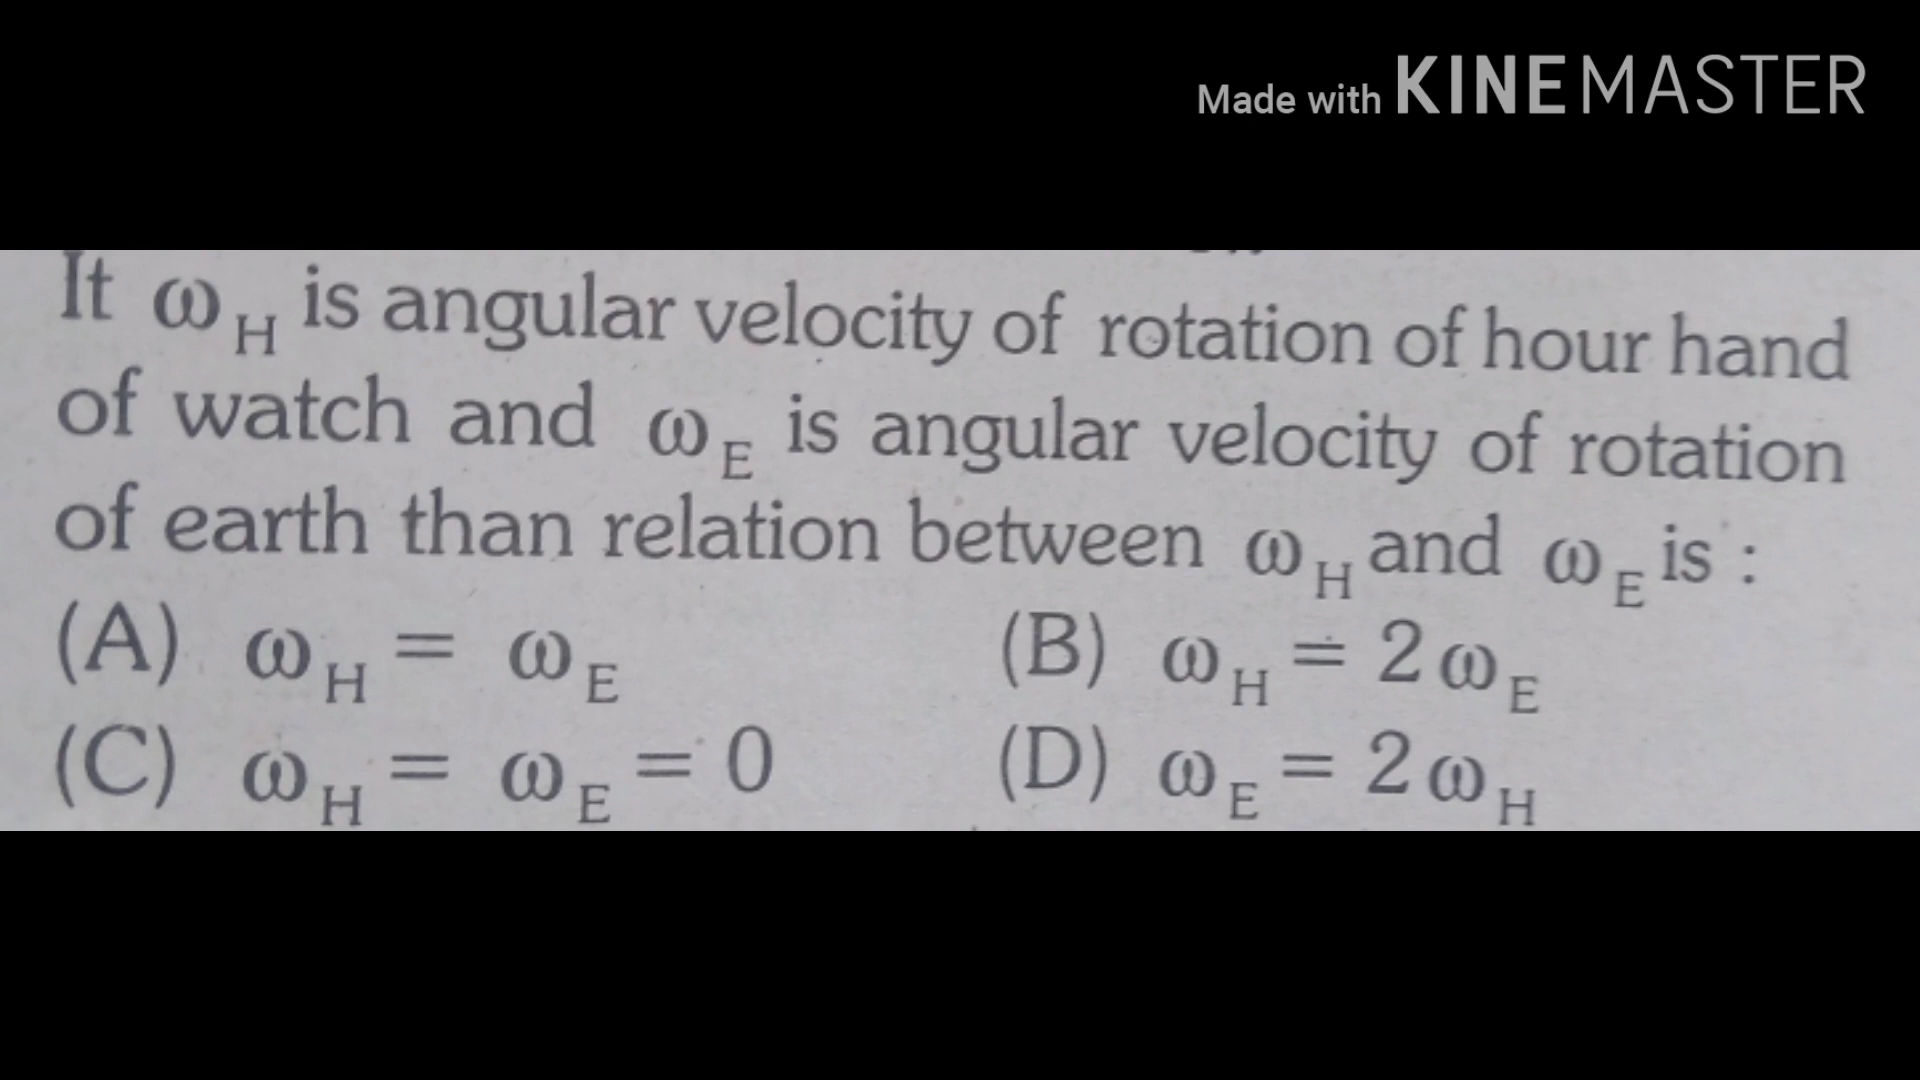 Made with KINEMASTER
It ω_H is angular velocity of rotation of hour hand
of watch and ω_E is angular velocity of rotation
of earth than relation between ω_H and ω_E is :
(A) ω_H = ω_E (B) ω_H = 2ω_E
(C) ω_H = ω_E = 0 (D) ω_E = 2ω_H